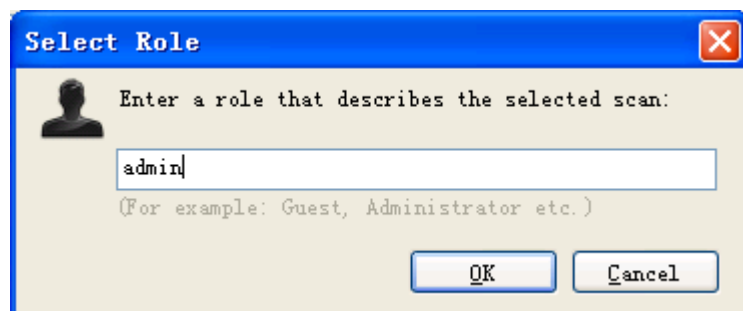 Select Role
Enter a role that describes the selected scan:
admin
(For example: Guest, Administrator etc.)
OK
Cancel